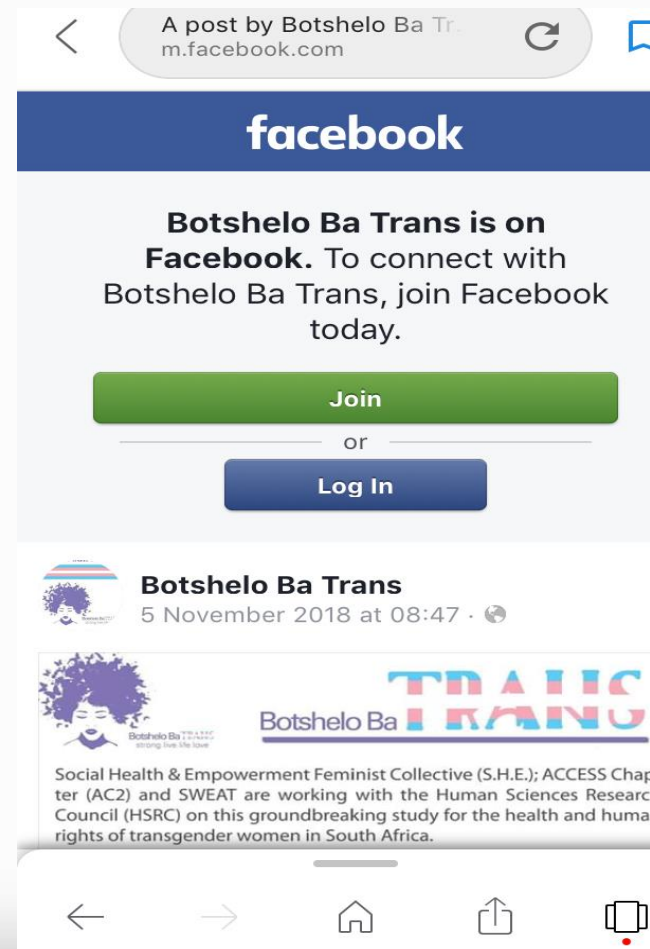 A post by Botshelo Ba Tr
m.facebook.com
facebook
Botshelo Ba Trans is on
Facebook. To connect with
Botshelo Ba Trans, join Facebook
today.
Join
or
Log In
Botshelo Ba Trans
5 November 2018 at 08:47 ·
Botshelo Ba TRANS
strong live life love
Botshelo Ba TRANS
Social Health & Empowerment Feminist Collective (S.H.E.); ACCESS Chap
ter (AC2) and SWEAT are working with the Human Sciences Researc
Council (HSRC) on this groundbreaking study for the health and huma
rights of transgender women in South Africa.